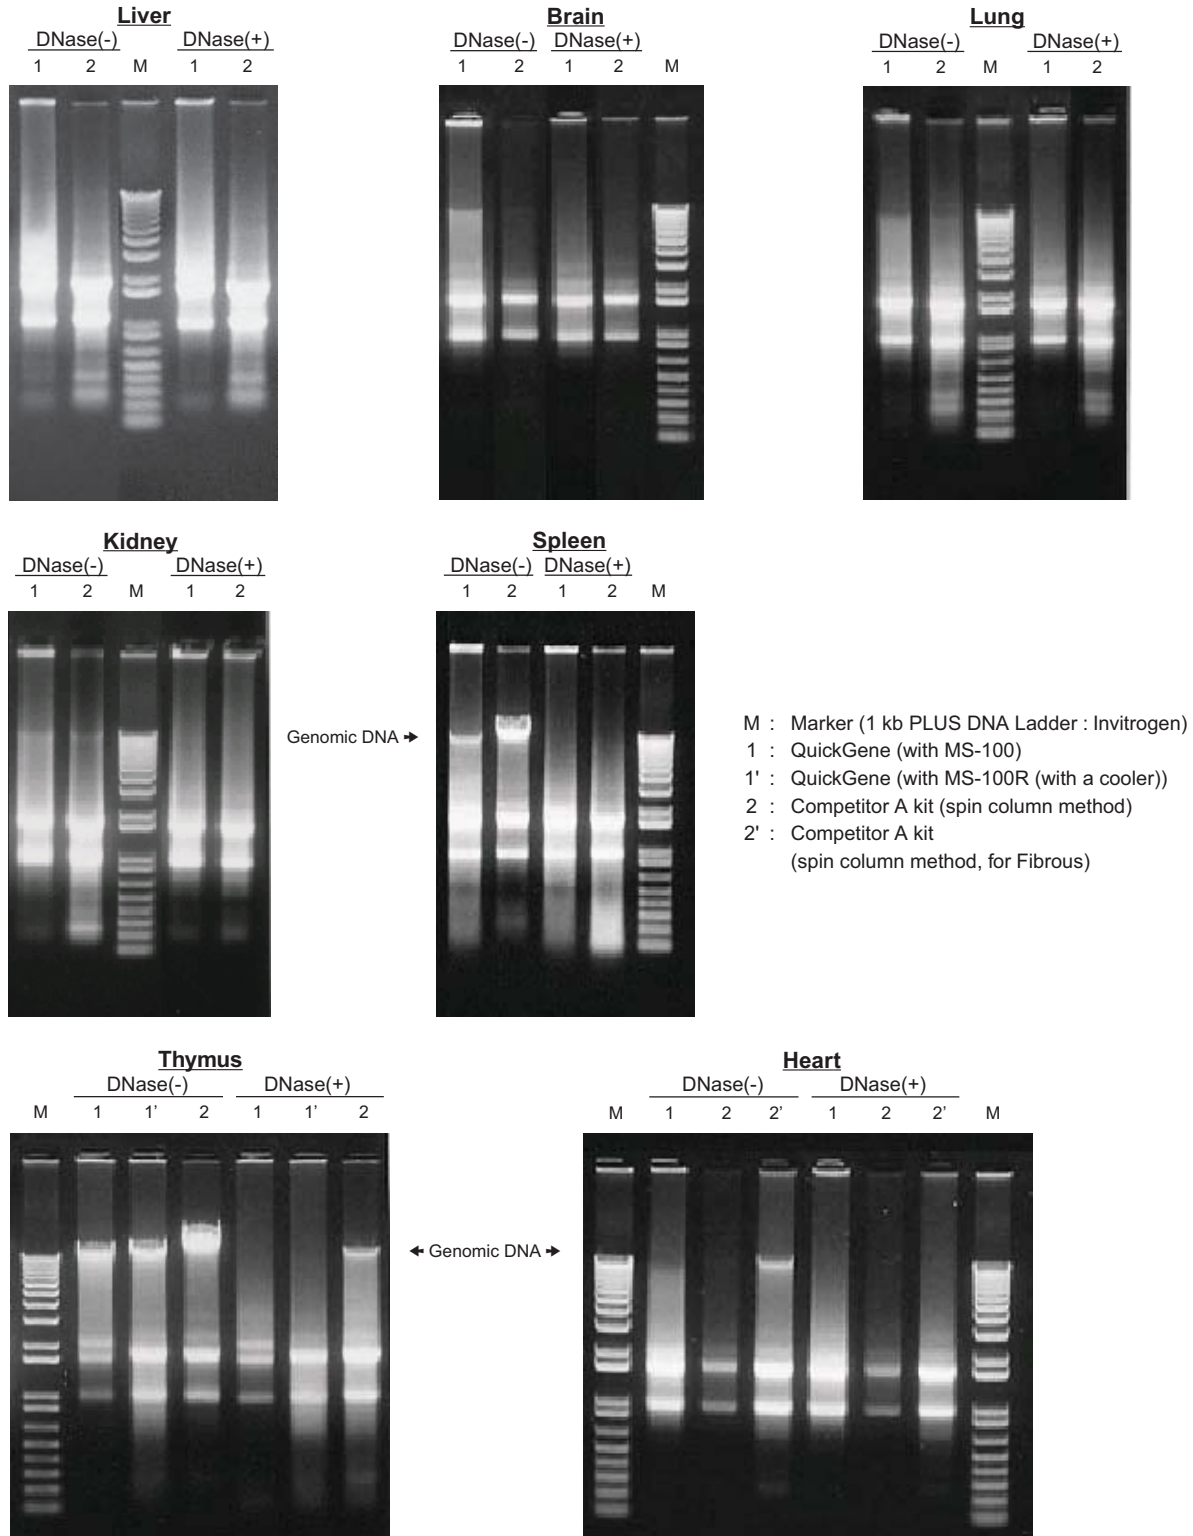 Liver
DNase(-) DNase(+)
1 2 M 1 2
Brain
DNase(-) DNase(+)
1 2 1 2 M
Lung
DNase(-) DNase(+)
1 2 M 1 2
Kidney
DNase(-) DNase(+)
1 2 M 1 2
Spleen
DNase(-) DNase(+)
1 2 1 2 M
Genomic DNA →
M : Marker (1 kb PLUS DNA Ladder : Invitrogen)
1 : QuickGene (with MS-100)
1' : QuickGene (with MS-100R (with a cooler))
2 : Competitor A kit (spin column method)
2' : Competitor A kit
(spin column method, for Fibrous)
Thymus
DNase(-) DNase(+)
M 1 1’ 2 1 1’ 2
Heart
DNase(-) DNase(+)
M 1 2 2’ 1 2 2’ M
← Genomic DNA →